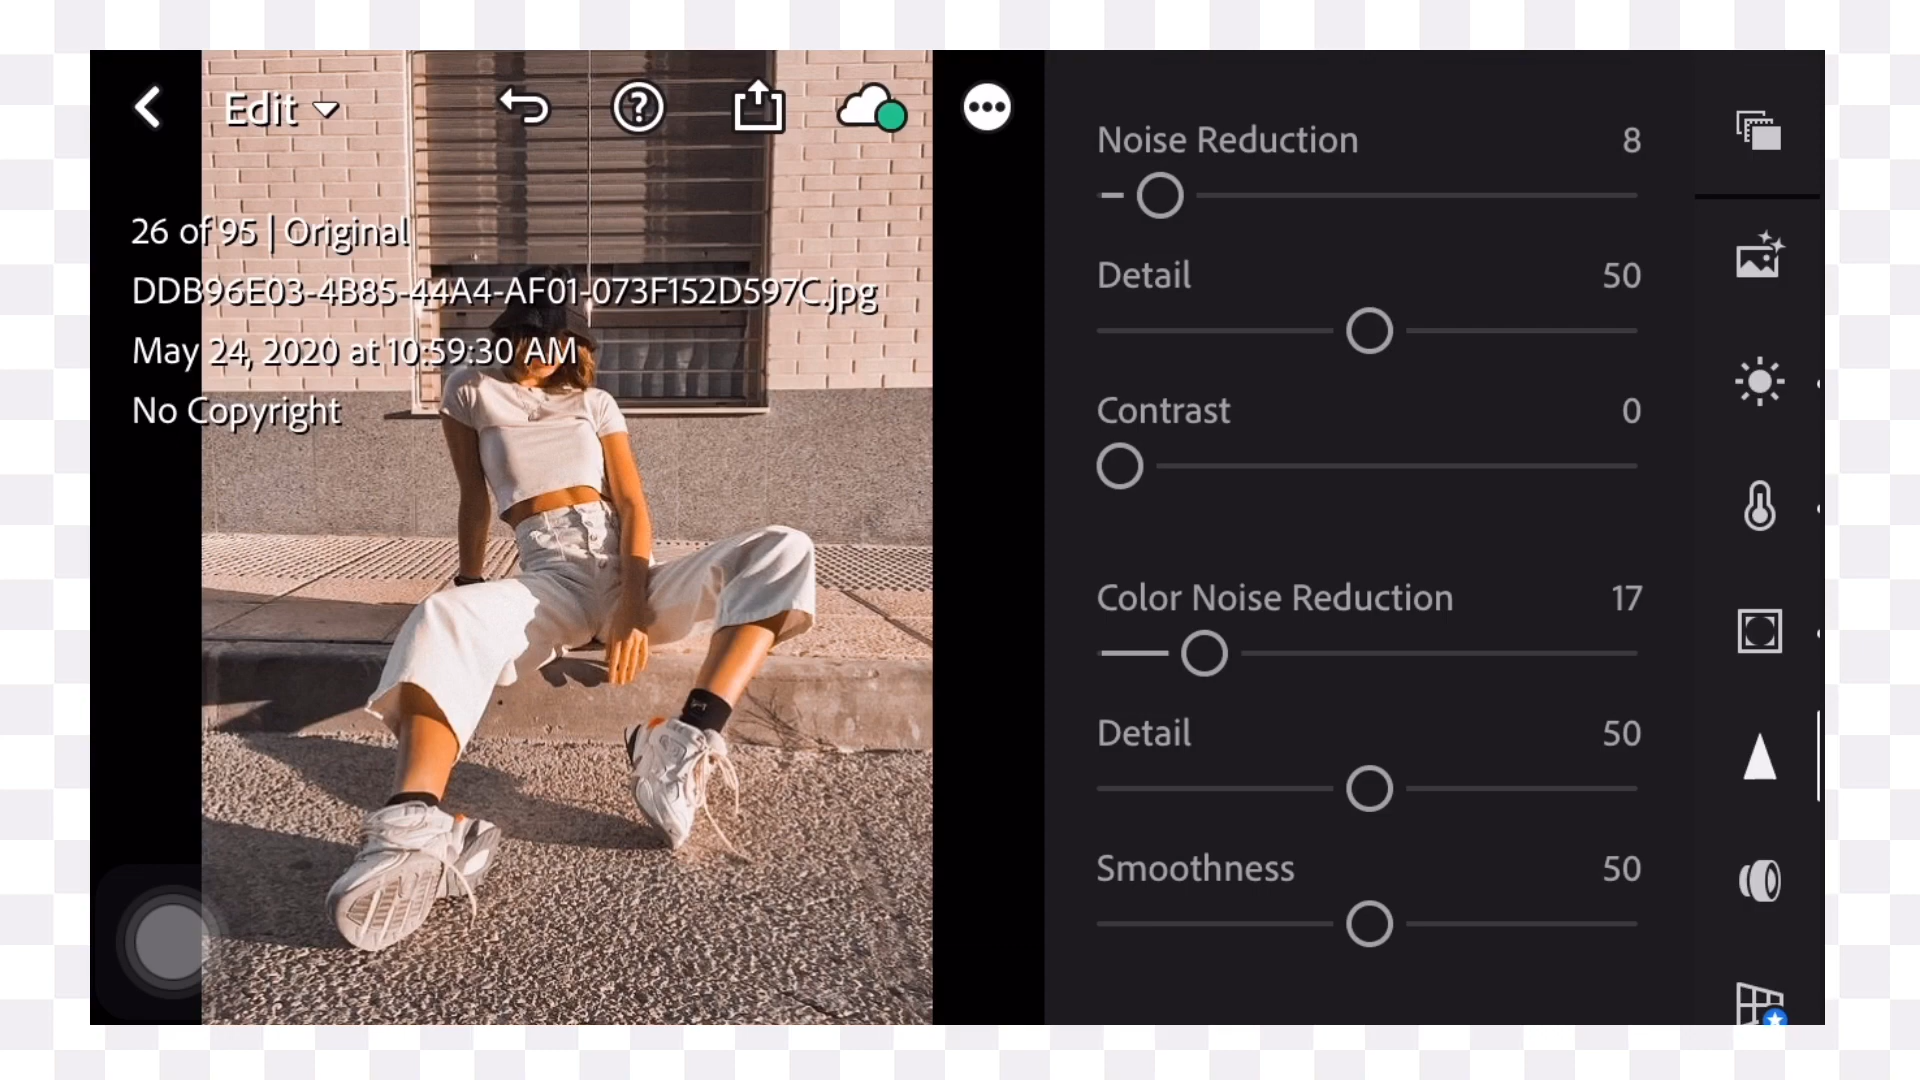 Edit
26 of 95 | Original
DDB96E03-4B85-44A4-AF01-073F152D597C.jpg
May 24, 2020 at 10:59:30 AM
No Copyright
Noise Reduction 8
Detail 50
Contrast 0
Color Noise Reduction 17
Detail 50
Smoothness 50